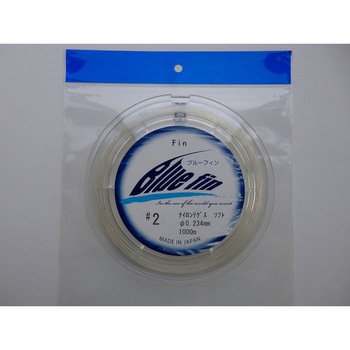 Fin
ブルーフィン
Blue fin
In the sea of the world you want
#2 ナイロンテグス ソフト
φ0.234mm
1000m
MADE IN JAPAN